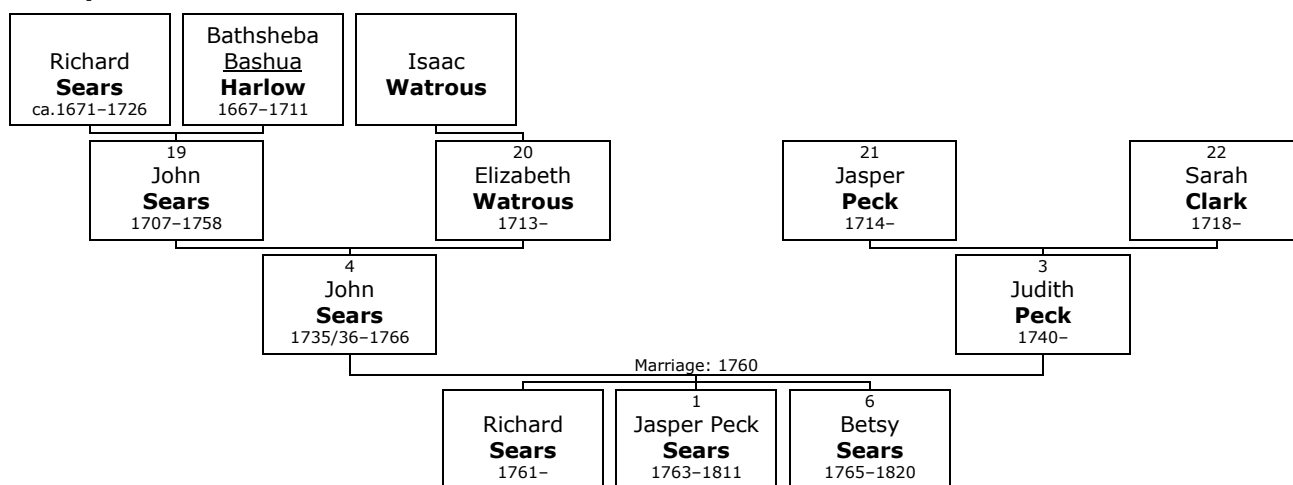 Richard
Sears
ca.1671–1726
Bathsheba
Bashua
Harlow
1667–1711
Isaac
Watrous
19
John
Sears
1707–1758
20
Elizabeth
Watrous
1713–
21
Jasper
Peck
1714–
22
Sarah
Clark
1718–
4
John
Sears
1735/36–1766
3
Judith
Peck
1740–
Marriage: 1760
Richard
Sears
1761–
1
Jasper Peck
Sears
1763–1811
6
Betsy
Sears
1765–1820